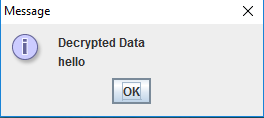 Message
Decrypted Data
hello
OK